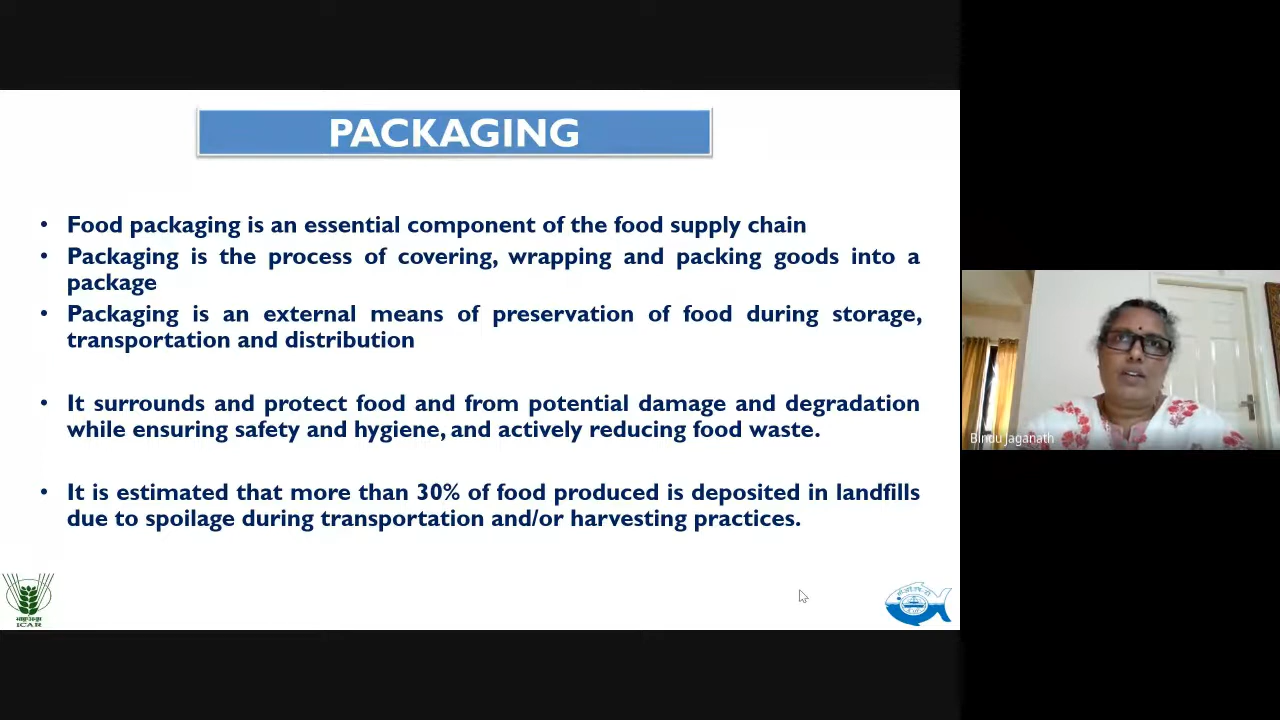 PACKAGING
• Food packaging is an essential component of the food supply chain
• Packaging is the process of covering, wrapping and packing goods into a
package
• Packaging is an external means of preservation of food during storage,
transportation and distribution
• It surrounds and protect food and from potential damage and degradation
while ensuring safety and hygiene, and actively reducing food waste.
• It is estimated that more than 30% of food produced is deposited in landfills
due to spoilage during transportation and/or harvesting practices.
Bindu Jaganath
ICAR